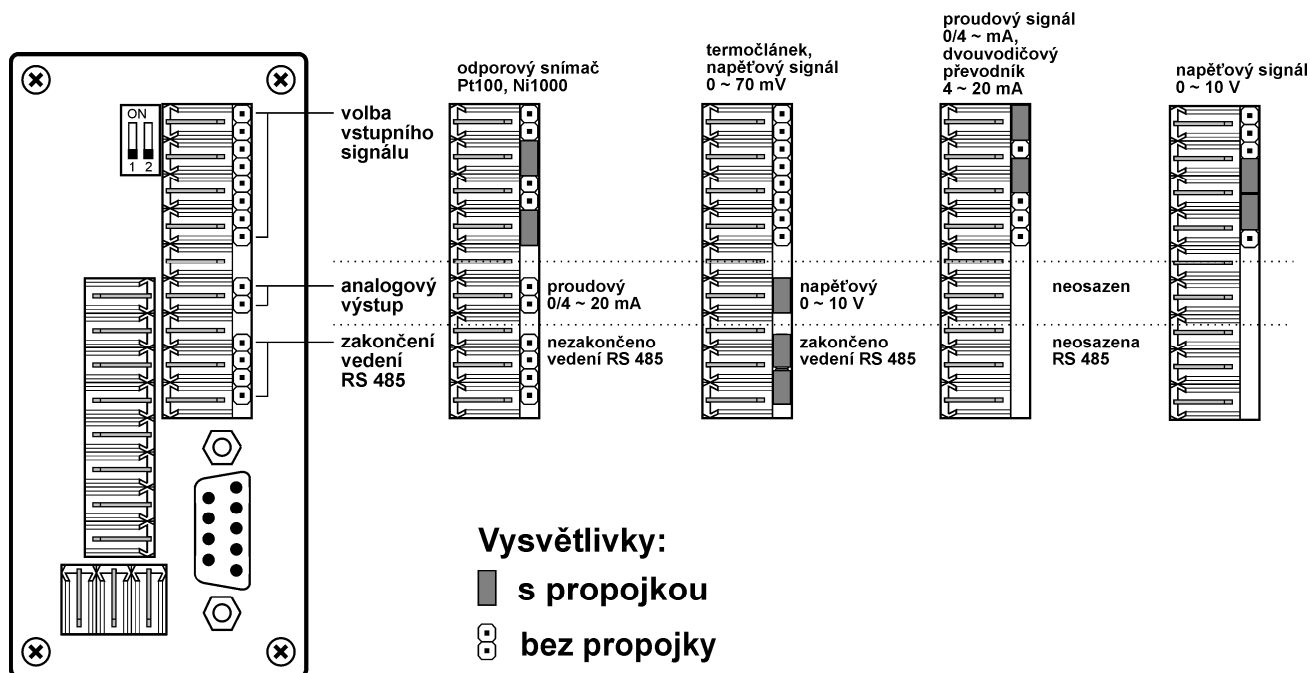 ON
1 2
volba
vstupního
signálu
analogový
výstup
zakončení
vedení
RS 485
odporový snímač
Pt100, Ni1000
proudový
0/4 ~ 20 mA
nezakončeno
vedení RS 485
termočlánek,
napěťový signál
0 ~ 70 mV
napěťový
0 ~ 10 V
zakončeno
vedení RS 485
proudový signál
0/4 ~ mA,
dvouvodičový
převodník
4 ~ 20 mA
neosazen
neosazena
RS 485
napěťový signál
0 ~ 10 V
Vysvětlivky:
s propojkou
bez propojky